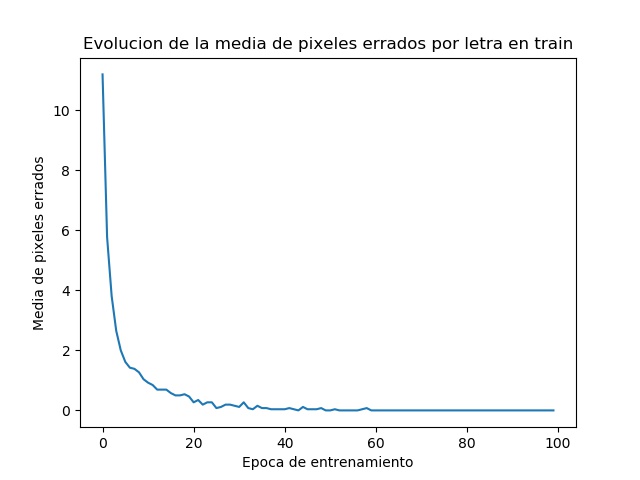 Evolucion de la media de pixeles errados por letra en train
Media de pixeles errados
10
8
6
4
2
0
0 20 40 60 80 100
Epoca de entrenamiento